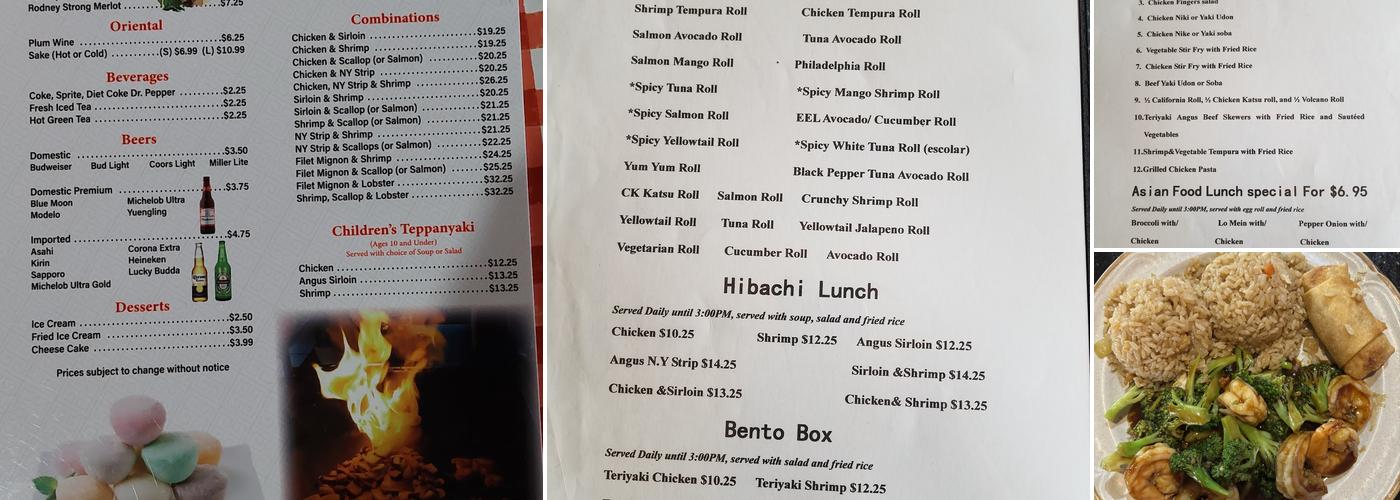 Rodney Strong Merlot ................$7.25
Oriental
Plum Wine ................................$6.25
Sake (Hot or Cold) ..........(S) $6.99 (L) $10.99
Beverages
Coke, Sprite, Diet Coke Dr. Pepper ..............$2.25
Fresh Iced Tea ................................$2.25
Hot Green Tea ................................$2.25
Beers
Domestic ................................$3.50
Budweiser Bud Light Coors Light Miller Lite
Domestic Premium ........................$3.75
Blue Moon Michelob Ultra
Modelo Yuengling
Imported ................................$4.75
Asahi Corona Extra
Kirin Heineken
Sapporo Lucky Budda
Michelob Ultra Gold
Desserts
Ice Cream ................................$2.50
Fried Ice Cream ........................$3.50
Cheese Cake ............................$3.99
Prices subject to change without notice
Combinations
Chicken & Sirloin ................................$19.25
Chicken & Shrimp ................................$19.25
Chicken & Scallop (or Salmon) ................$20.25
Chicken & NY Strip ............................$20.25
Chicken, NY Strip & Shrimp ....................$26.25
Sirloin & Shrimp ................................$20.25
Sirloin & Scallop (or Salmon) ..................$21.25
Shrimp & Scallop (or Salmon) ..................$21.25
NY Strip & Shrimp ..............................$21.25
NY Strip & Scallops (or Salmon) ................$22.25
Filet Mignon & Shrimp ..........................$24.25
Filet Mignon & Scallop (or Salmon) ..............$25.25
Filet Mignon & Lobster ..........................$32.25
Shrimp, Scallop & Lobster ......................$32.25
Children's Teppanyaki
(Ages 10 and Under)
Served with choice of Soup or Salad
Chicken ................................$12.25
Angus Sirloin ............................$13.25
Shrimp ................................$13.25
Shrimp Tempura Roll Chicken Tempura Roll
Salmon Avocado Roll Tuna Avocado Roll
Salmon Mango Roll Philadelphia Roll
*Spicy Tuna Roll *Spicy Mango Shrimp Roll
*Spicy Salmon Roll EEL Avocado/ Cucumber Roll
*Spicy Yellowtail Roll *Spicy White Tuna Roll (escolar)
Yum Yum Roll Black Pepper Tuna Avocado Roll
CK Katsu Roll Salmon Roll Crunchy Shrimp Roll
Yellowtail Roll Tuna Roll Yellowtail Jalapeno Roll
Vegetarian Roll Cucumber Roll Avocado Roll
Hibachi Lunch
Served Daily until 3:00PM, served with soup, salad and fried rice
Chicken $10.25 Shrimp $12.25 Angus Sirloin $12.25
Angus N.Y Strip $14.25 Sirloin &Shrimp $14.25
Chicken &Sirloin $13.25 Chicken& Shrimp $13.25
Bento Box
Served Daily until 3:00PM, served with salad and fried rice
Teriyaki Chicken $10.25 Teriyaki Shrimp $12.25
3. Chicken Fingers salad
4. Chicken Niki or Yaki Udon
5. Chicken Nike or Yaki soba
6. Vegetable Stir Fry with Fried Rice
7. Chicken Stir Fry with Fried Rice
8. Beef Yaki Udon or Soba
9. ½ California Roll, ½ Chicken Katsu roll, and ½ Volcano Roll
10.Teriyaki Angus Beef Skewers with Fried Rice and Sautéed
Vegetables
11.Shrimp&Vegetable Tempura with Fried Rice
12.Grilled Chicken Pasta
Asian Food Lunch special For $6.95
Served Daily until 3:00PM, served with egg roll and fried rice
Broccoli with/ Lo Mein with/ Pepper Onion with/
Chicken Chicken Chicken